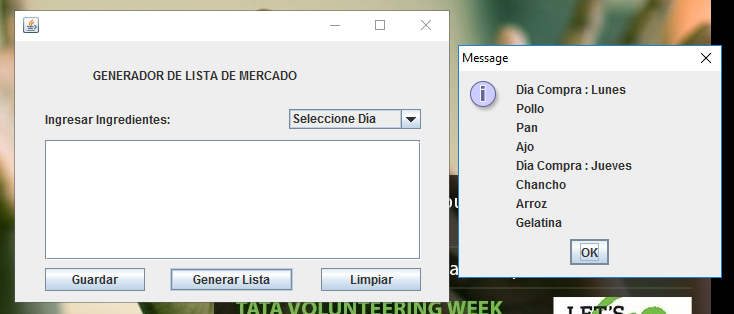 GENERADOR DE LISTA DE MERCADO
Ingresar Ingredientes:
Seleccione Día
Guardar
Generar Lista
Limpiar
Message
Día Compra : Lunes
Pollo
Pan
Ajo
Día Compra : Jueves
Chancho
Arroz
Gelatina
OK
TATA VOLUNTEERING WEEK
LET'S